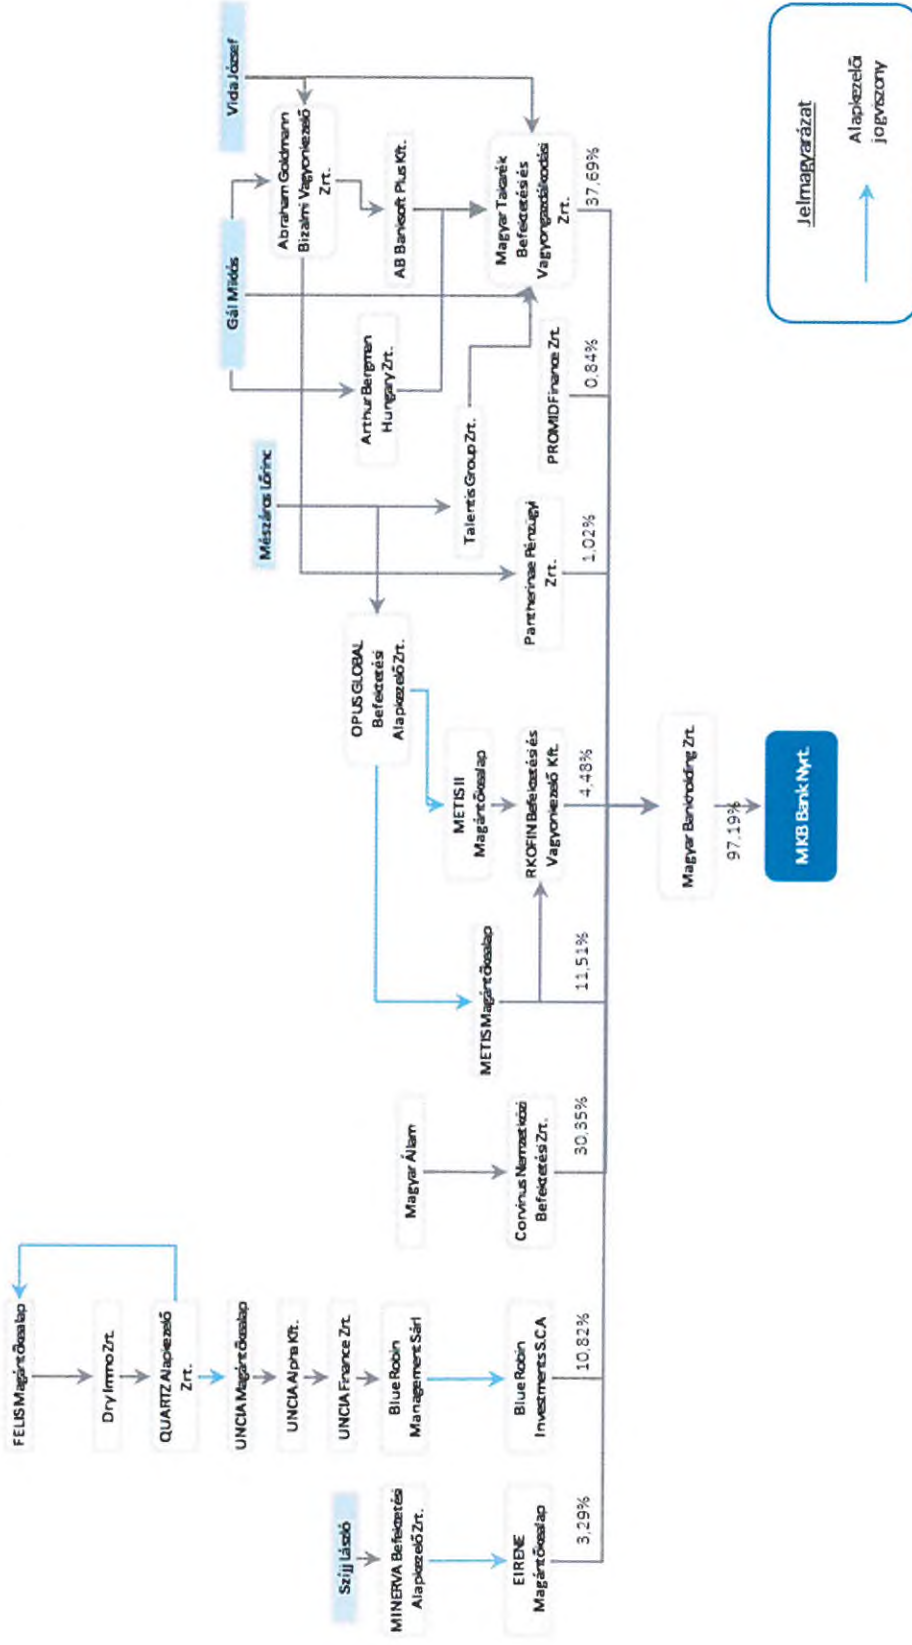 Szíjj László
MINERVA Befektetési
Alapkezelő Zrt.
EIRENE
Magántőkealap
3,29%
FELIS Magántőkealap
Dry Immo Zrt.
QUARTZ Alapkezelő
Zrt.
UNCIA Magántőkealap
UNCIA Alpha Kft.
UNCIA Finance Zrt.
Blue Robin
Management Sárl
Blue Robin
Investments S.C.A
10,82%
Magyar Állam
Corvinus Nemzetközi
Befektetési Zrt.
30,35%
METIS Magántőkealap
11,51%
OPUS GLOBAL
Befektetési
Alapkezelő Zrt.
METIS II
Magántőkealap
RKOFIN Befektetési és
Vagyonkezelő Kft.
4,48%
Mészáros Lőrinc
Talentis Group Zrt.
Pantherinae Pénzügyi
Zrt.
1,02%
Gál Miklós
Arthur Bergman
Hungary Zrt.
PROMID Finance Zrt.
0,84%
Vida József
Abraham Goldmann
Bizalmi Vagyonkezelő
Zrt.
AB Banksoft Plus Kft.
Magyar Takarék
Befektetési és
Vagyongazdálkodási
Zrt.
37,69%
Magyar Bankholding Zrt.
97,19%
MKB Bank Nyrt.
Jelmagyarázat
Alapkezelői
jogviszony